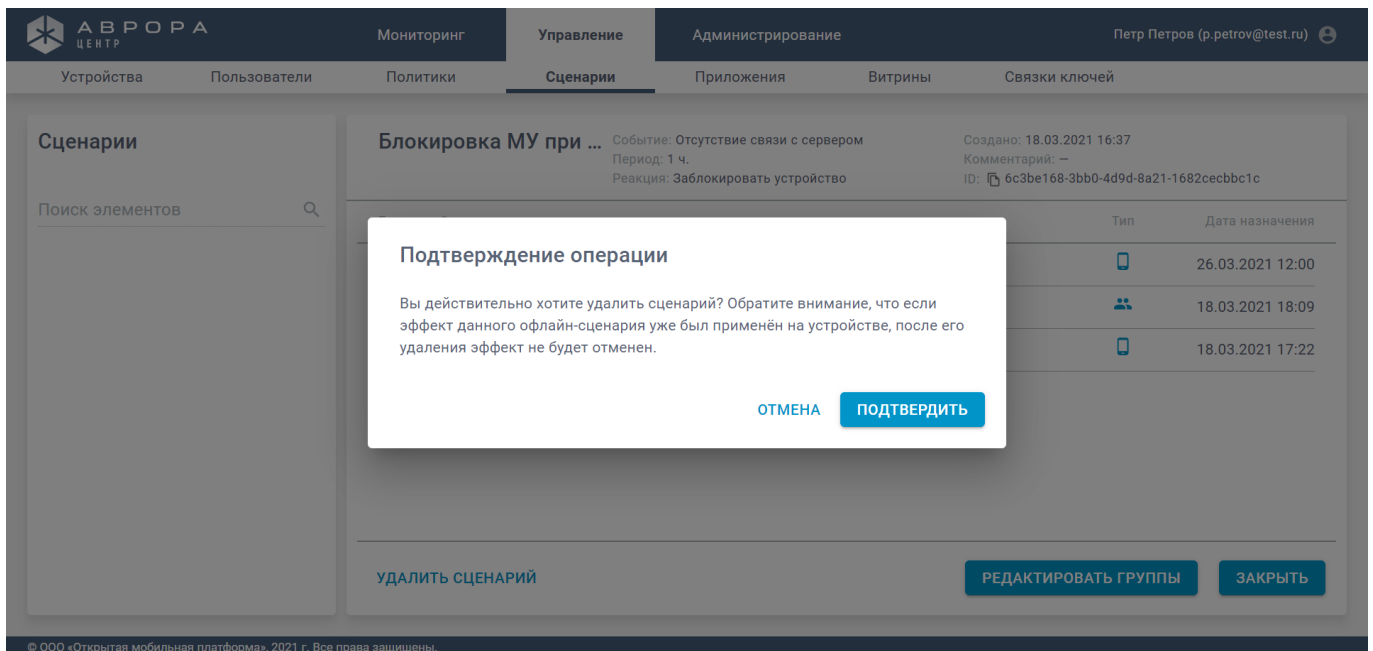 АВРОРА
ЦЕНТР
Мониторинг
Управление
Администрирование
Петр Петров (p.petrov@test.ru)
Устройства
Пользователи
Политики
Сценарии
Приложения
Витрины
Связки ключей
Сценарии
Поиск элементов
Блокировка МУ при ...
Событие: Отсутствие связи с сервером
Период: 1 ч.
Реакция: Заблокировать устройство
Создано: 18.03.2021 16:37
Комментарий: —
ID: 6c3be168-3bb0-4d9d-8a21-1682cecbbc1c
Тип
Дата назначения
26.03.2021 12:00
18.03.2021 18:09
18.03.2021 17:22
Подтверждение операции
Вы действительно хотите удалить сценарий? Обратите внимание, что если
эффект данного офлайн-сценария уже был применён на устройстве, после его
удаления эффект не будет отменен.
ОТМЕНА
ПОДТВЕРДИТЬ
УДАЛИТЬ СЦЕНАРИЙ
РЕДАКТИРОВАТЬ ГРУППЫ
ЗАКРЫТЬ
© ООО «Открытая мобильная платформа», 2021 г. Все права защищены.